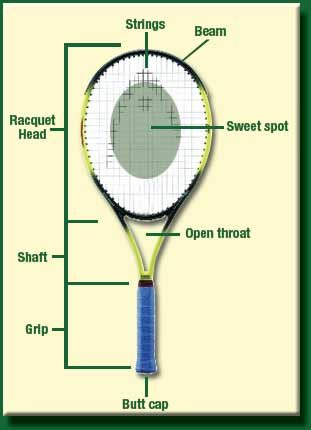 Strings
Beam
Racquet
Head
Sweet spot
Open throat
Shaft
Grip
Butt cap